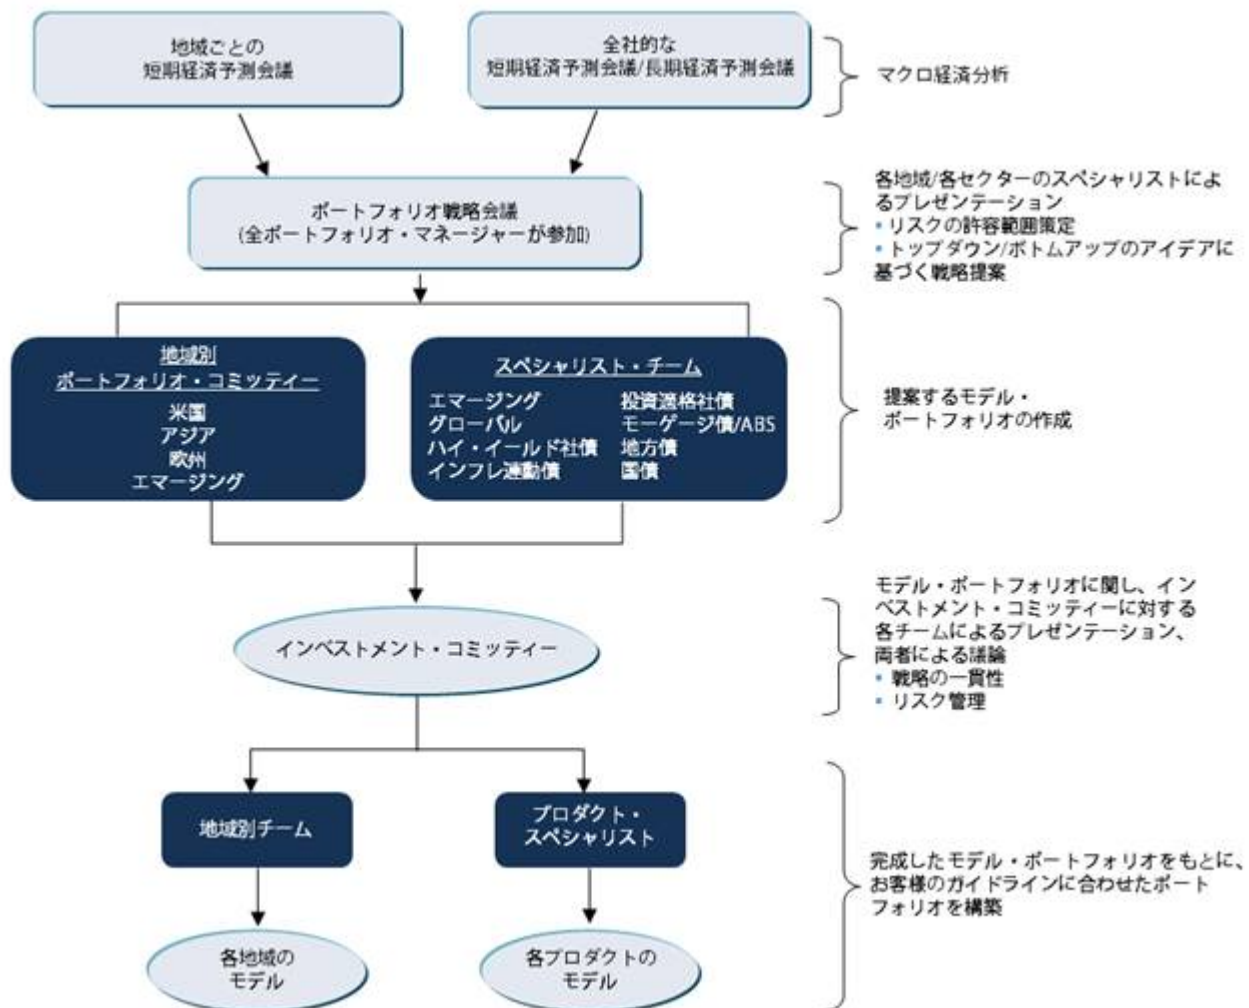 地域ごとの
短期経済予測会議
全社的な
短期経済予測会議/長期経済予測会議
マクロ経済分析
ポートフォリオ戦略会議
(全ポートフォリオ・マネージャーが参加)
各地域/各セクターのスペシャリストによ
るプレゼンテーション
▪ リスクの許容範囲策定
▪ トップダウン/ボトムアップのアイデアに
基づく戦略提案
地域別
ポートフォリオ・コミッティー
米国
アジア
欧州
エマージング
スペシャリスト・チーム
エマージング 投資適格社債
グローバル モーゲージ債/ABS
ハイ・イールド社債 地方債
インフレ連動債 国債
提案するモデル・
ポートフォリオの作成
インベストメント・コミッティー
モデル・ポートフォリオに関し、イン
ベストメント・コミッティーに対する
各チームによるプレゼンテーション、
両者による議論
▪ 戦略の一貫性
▪ リスク管理
地域別チーム
プロダクト・
スペシャリスト
完成したモデル・ポートフォリオをもとに、
お客様のガイドラインに合わせたポート
フォリオを構築
各地域の
モデル
各プロダクトの
モデル